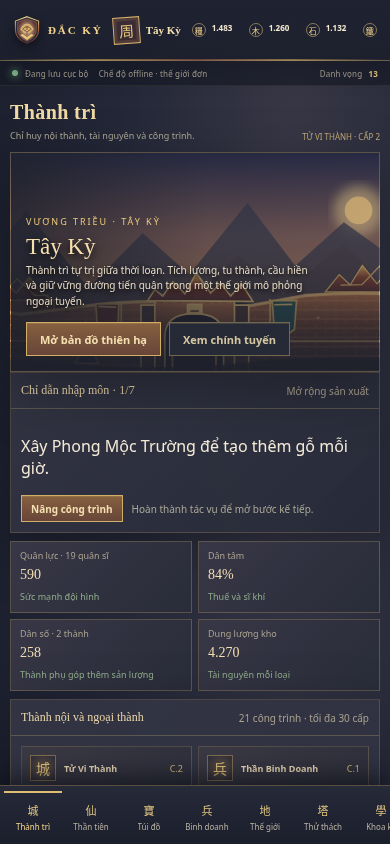 ĐẮC KỶ 周 Tây Kỳ 糧 1.483 木 1.260 石 1.132 鐵
Đang lưu cục bộ Chế độ offline · thế giới đơn Danh vọng 13
Thành trì
Chỉ huy nội thành, tài nguyên và công trình. TỬ VI THÀNH · CẤP 2
VƯƠNG TRIỀU · TÂY KỲ
Tây Kỳ
Thành trì tự trị giữa thời loạn. Tích lương, tu thành, cầu hiền
và giữ vững đường tiến quân trong một thế giới mô phỏng
ngoại tuyến.
Mở bản đồ thiên hạ Xem chính tuyến
Chỉ dẫn nhập môn · 1/7 Mở rộng sản xuất
Xây Phong Mộc Trường để tạo thêm gỗ mỗi
giờ.
Nâng công trình Hoàn thành tác vụ để mở bước kế tiếp.
Quân lực · 19 quân sĩ Dân tâm
590 84%
Sức mạnh đội hình Thuế và sĩ khí
Dân số · 2 thành Dung lượng kho
258 4.270
Thành phụ góp thêm sản lượng Tài nguyên mỗi loại
Thành nội và ngoại thành 21 công trình · tối đa 30 cấp
城 Tử Vi Thành C.2 兵 Thần Binh Doanh C.1
城 仙 寶 兵 地 塔 學
Thành trì Thần tiên Túi đồ Binh doanh Thế giới Thử thách Khoa k